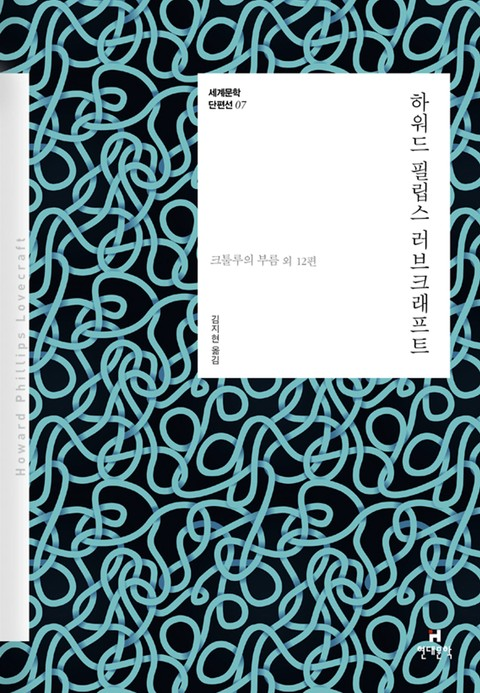 세계문학
단편선 07
하워드 필립스 러브크래프트
크툴루의 부름 외 12편
김지현 옮김
Howard Phillips Lovecraft
H
현대문학